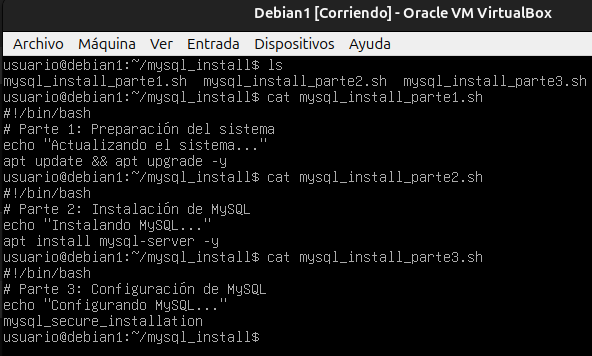 Debian1 [Corriendo] - Oracle VM VirtualBox
Archivo Máquina Ver Entrada Dispositivos Ayuda
usuario@debian1:~/mysql_install$ ls
mysql_install_parte1.sh  mysql_install_parte2.sh  mysql_install_parte3.sh
usuario@debian1:~/mysql_install$ cat mysql_install_parte1.sh
#!/bin/bash
# Parte 1: Preparación del sistema
echo "Actualizando el sistema..."
apt update && apt upgrade -y
usuario@debian1:~/mysql_install$ cat mysql_install_parte2.sh
#!/bin/bash
# Parte 2: Instalación de MySQL
echo "Instalando MySQL..."
apt install mysql-server -y
usuario@debian1:~/mysql_install$ cat mysql_install_parte3.sh
#!/bin/bash
# Parte 3: Configuración de MySQL
echo "Configurando MySQL..."
mysql_secure_installation
usuario@debian1:~/mysql_install$